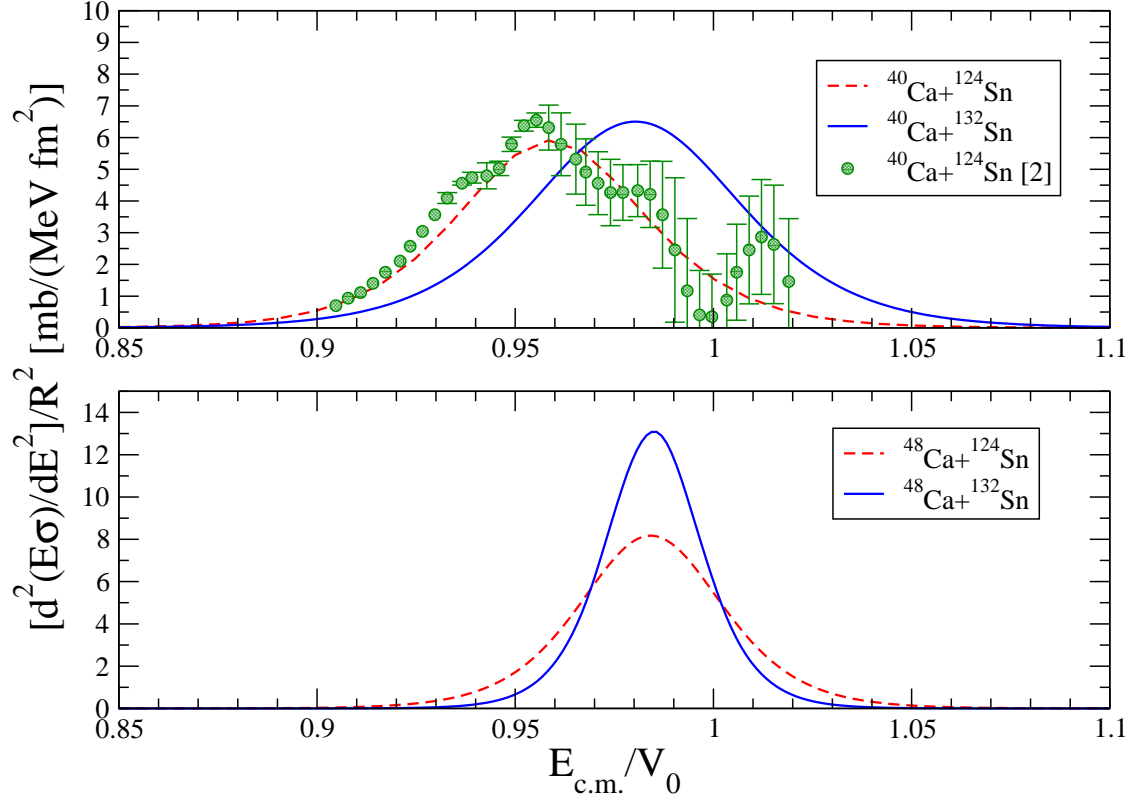 10
9
8
7
6
5
4
3
2
1
0
⁴⁰Ca+¹²⁴Sn
⁴⁰Ca+¹³²Sn
⁴⁰Ca+¹²⁴Sn [2]
0.85 0.9 0.95 1 1.05 1.1
[d²(Eσ)/dE²]/R² [mb/(MeV fm²)]
14
12
10
8
6
4
2
0
⁴⁸Ca+¹²⁴Sn
⁴⁸Ca+¹³²Sn
0.85 0.9 0.95 1 1.05 1.1
E_c.m./V₀